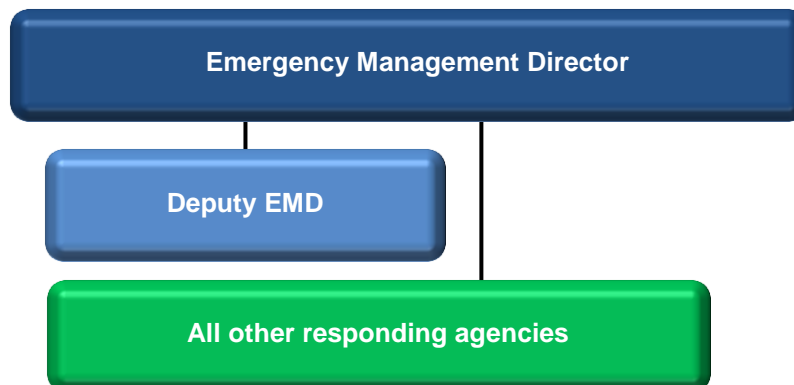 Emergency Management Director
Deputy EMD
All other responding agencies